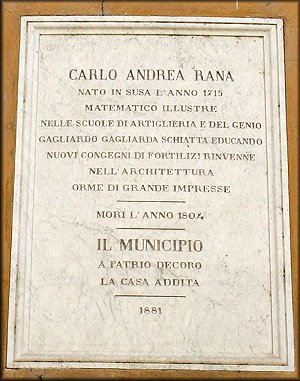 CARLO ANDREA RANA
NATO IN SUSA L'ANNO 1715
MATEMATICO ILLUSTRE
NELLE SCUOLE DI ARTIGLIERIA E DEL GENIO
GAGLIARDO GAGLIARDA SCHIATTA EDUCANDO
NUOVI CONGEGNI DI FORTILIZI RINVENNE
NELL'ARCHITETTURA
ORME DI GRANDE IMPRESSE
MORÌ L'ANNO 1804
IL MUNICIPIO
A PATRIO DECORO
LA CASA ADDITA
1881